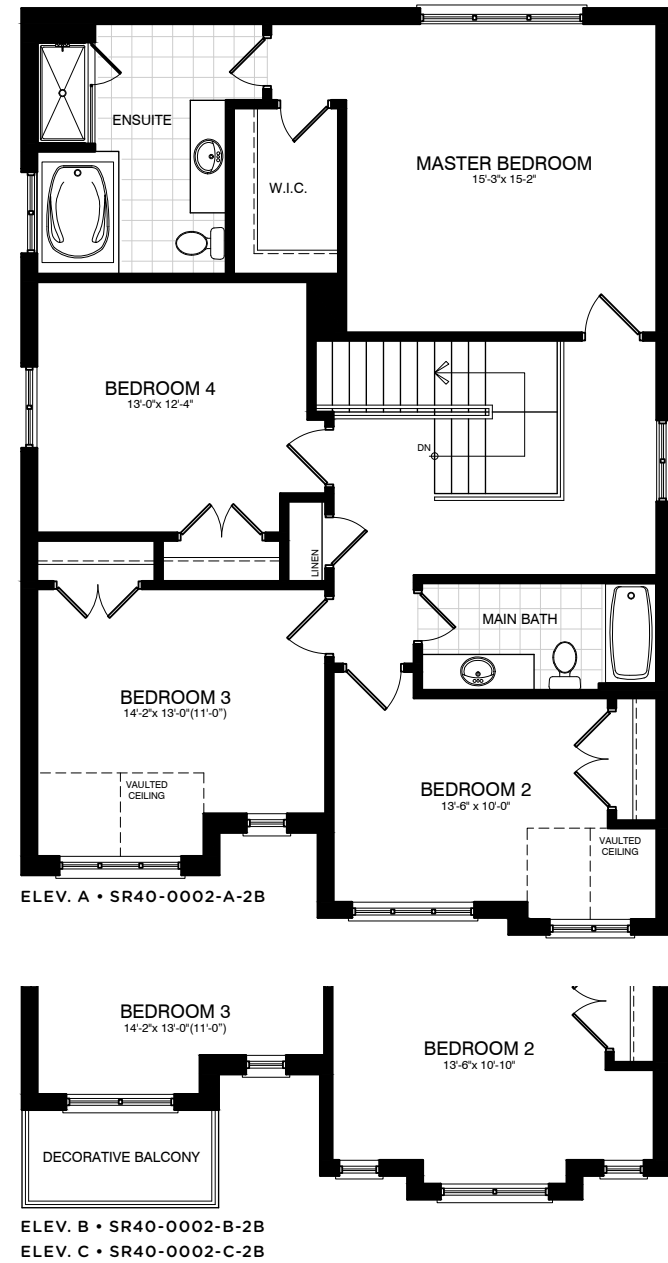 ENSUITE
W.I.C.
MASTER BEDROOM
15'-3"x 15-2"
BEDROOM 4
13'-0"x 12'-4"
DN
LINEN
MAIN BATH
BEDROOM 3
14'-2"x 13'-0"(11'-0")
VAULTED
CEILING
BEDROOM 2
13'-6" x 10'-0"
VAULTED
CEILING
ELEV. A • SR40-0002-A-2B
BEDROOM 3
14'-2"x 13'-0"(11'-0")
BEDROOM 2
13'-6"x 10'-10"
DECORATIVE BALCONY
ELEV. B • SR40-0002-B-2B
ELEV. C • SR40-0002-C-2B